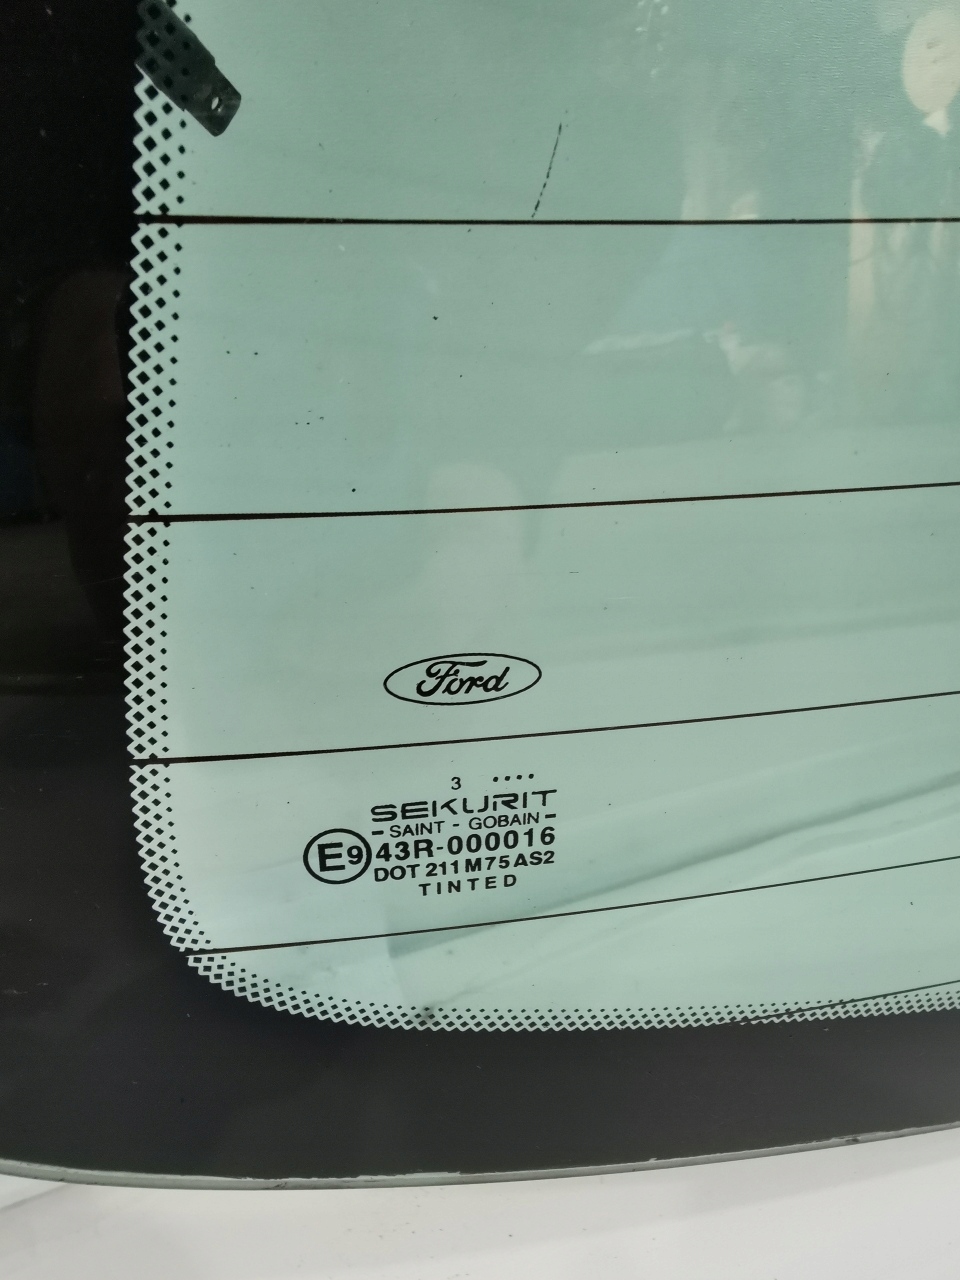 Ford
3 ....
SEKURIT
- SAINT - GOBAIN -
E9 43R-000016
DOT 211 M75 AS2
TINTED